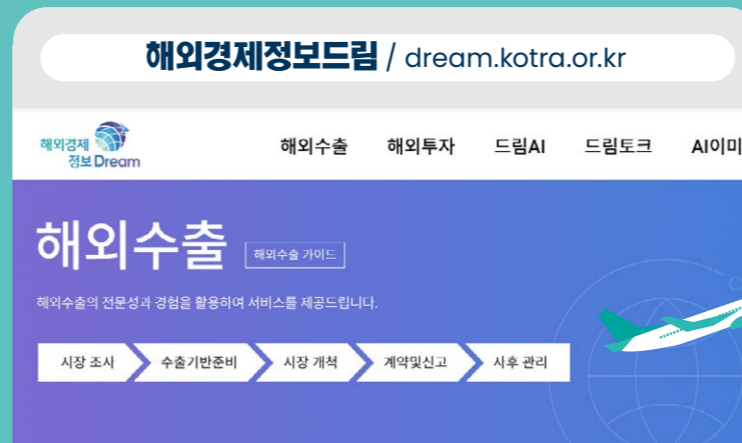 해외경제정보드림 / dream.kotra.or.kr
해외경제
정보 Dream
해외수출 해외투자 드림AI 드림토크 AI이미
해외수출 해외수출 가이드
해외수출의 전문성과 경험을 활용하여 서비스를 제공드립니다.
시장 조사 수출기반준비 시장 개척 계약및신고 사후 관리